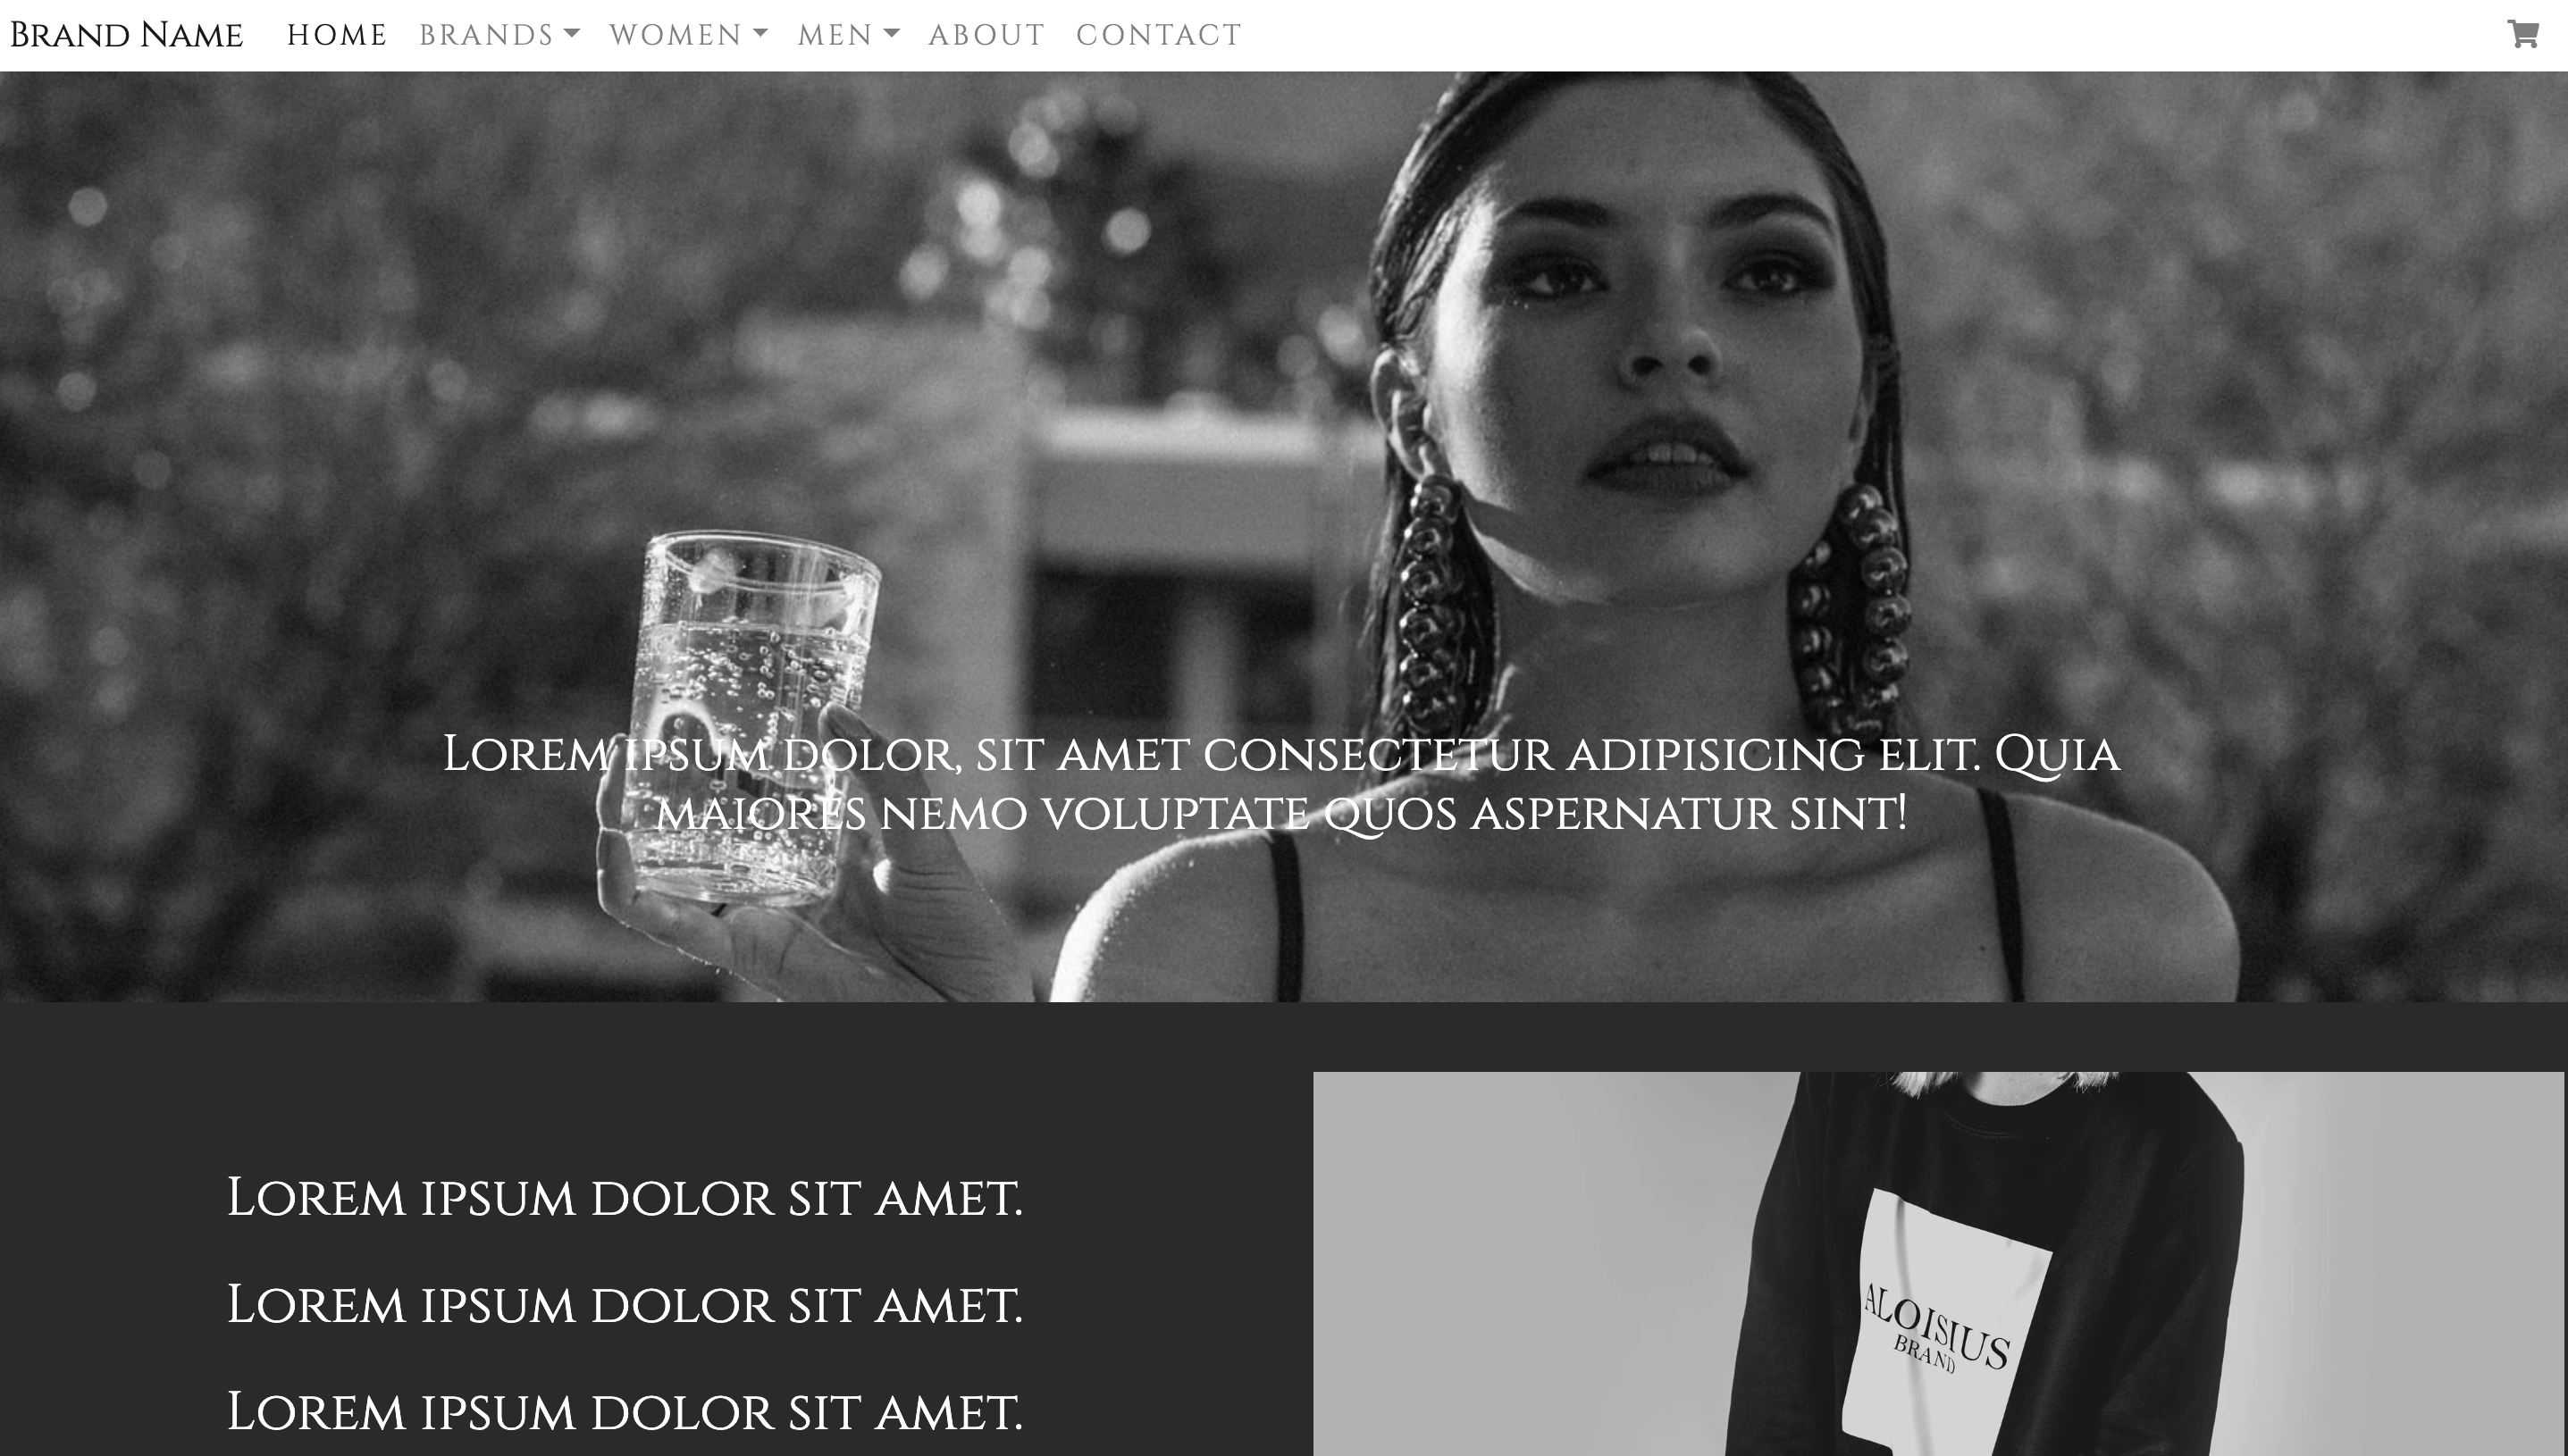 Brand Name HOME BRANDS WOMEN MEN ABOUT CONTACT
Lorem ipsum dolor, sit amet consectetur adipisicing elit. Quia
maiores nemo voluptate quos aspernatur sint!
Lorem ipsum dolor sit amet.
Lorem ipsum dolor sit amet.
Lorem ipsum dolor sit amet.
ALOISIUS
BRAND